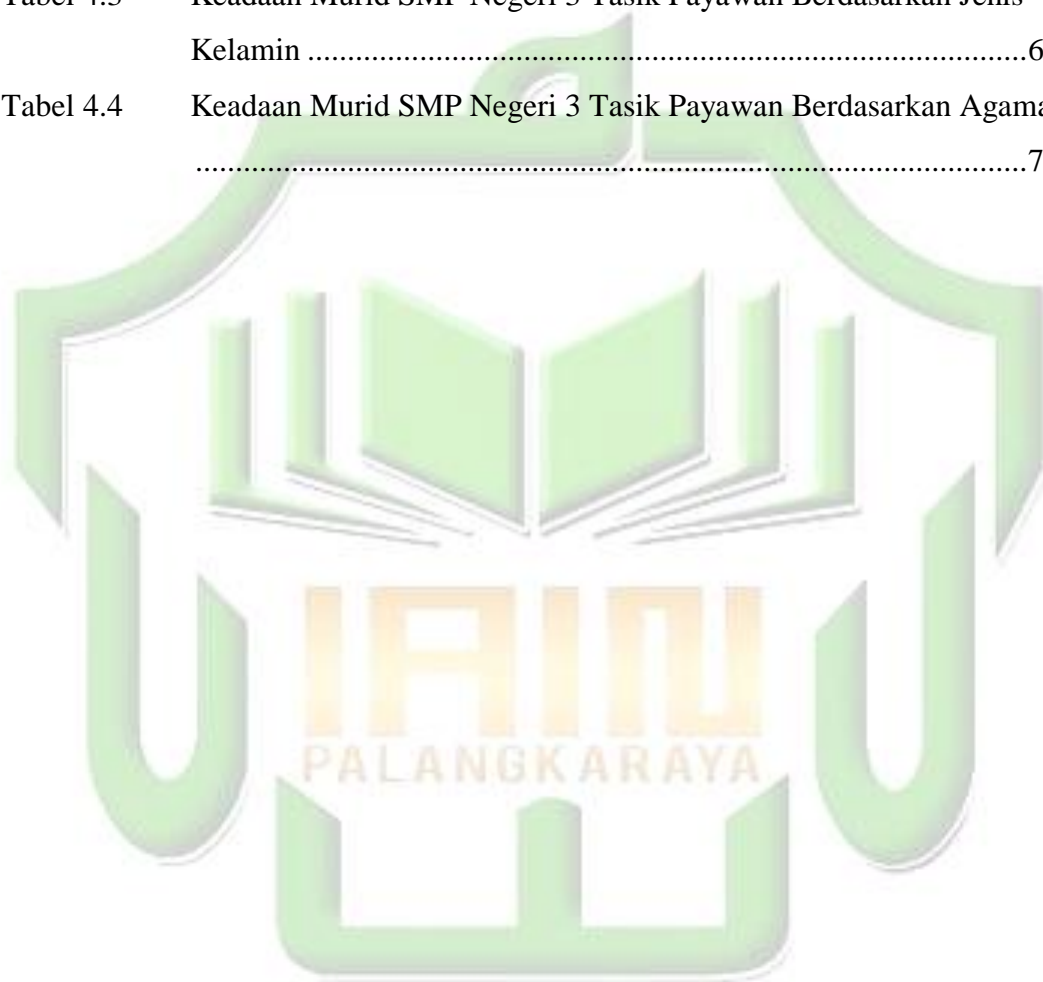 Tabel 4.3 Keadaan Murid SMP Negeri 3 Tasik Payawan Berdasarkan Jenis
Kelamin ..........................................................................................6
Tabel 4.4 Keadaan Murid SMP Negeri 3 Tasik Payawan Berdasarkan Agama
........................................................................................................7
IAIN
PALANGKARAYA